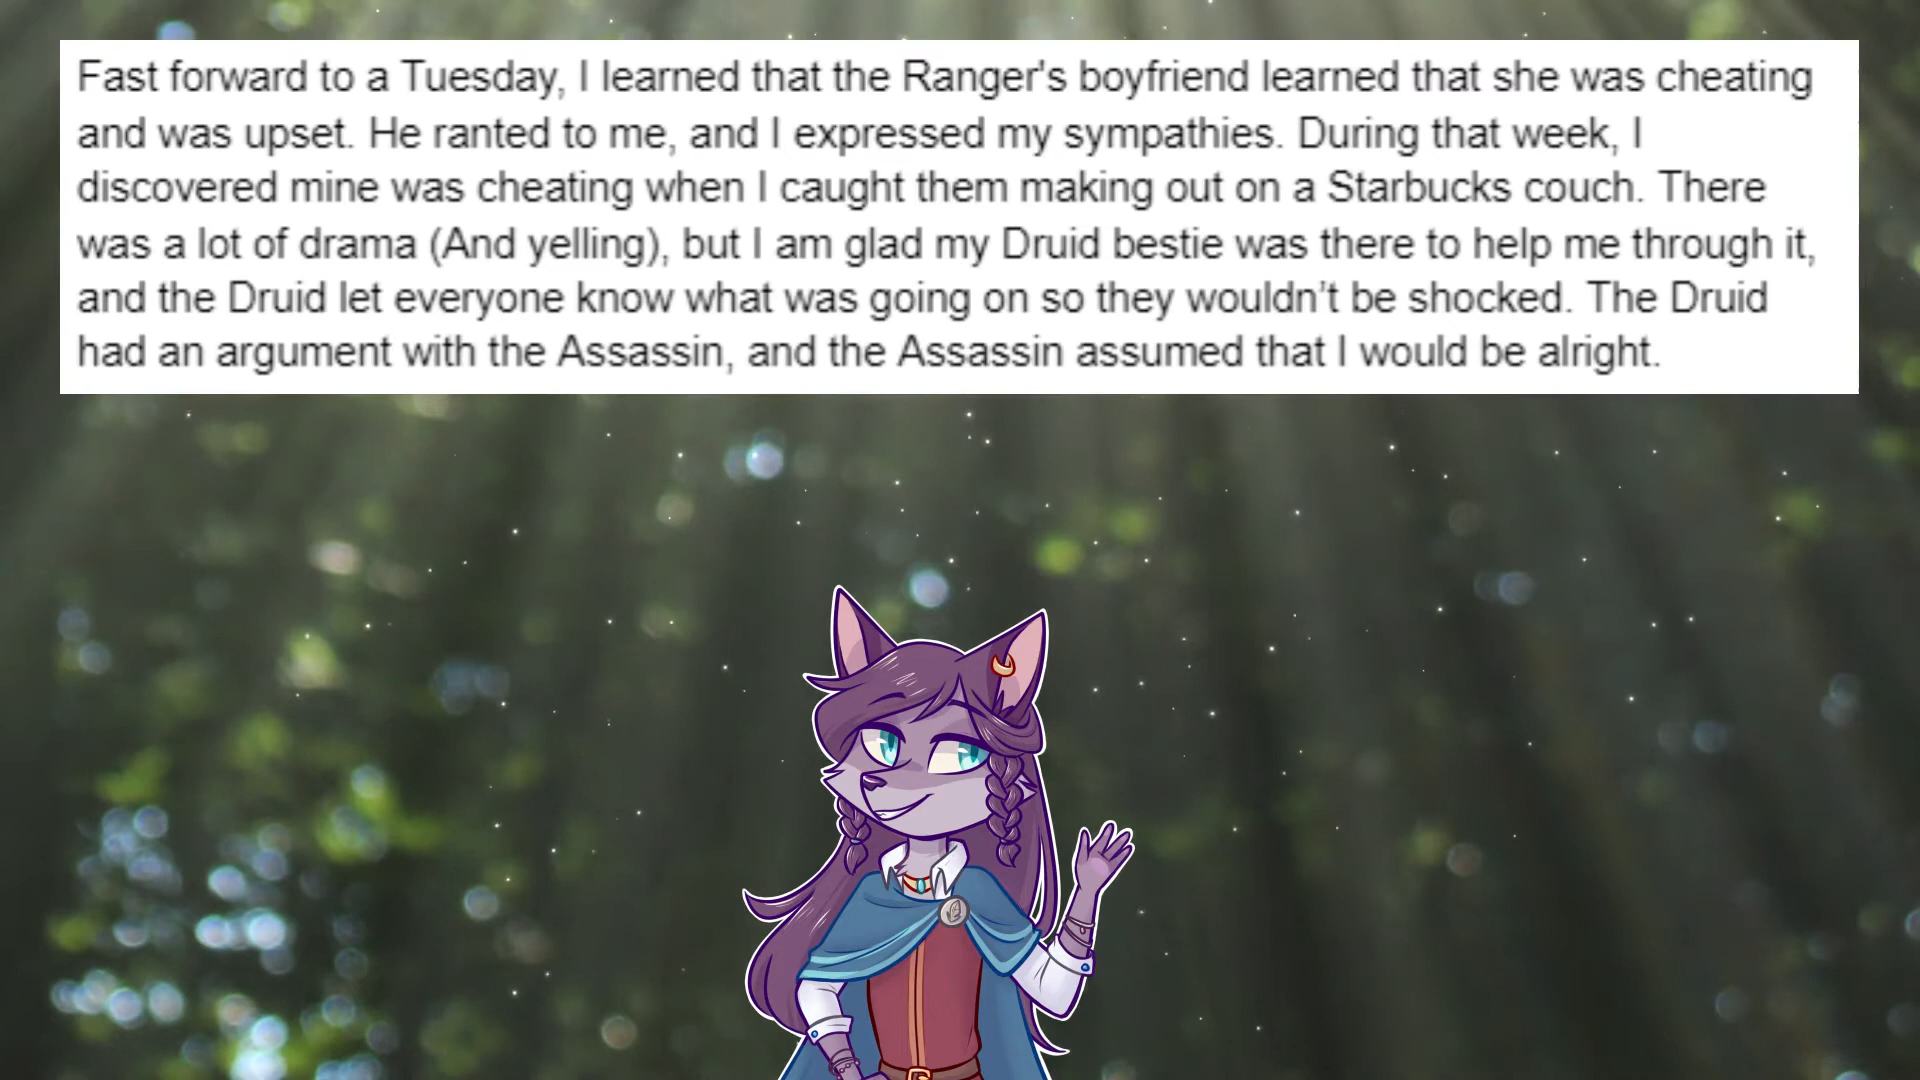 Fast forward to a Tuesday, I learned that the Ranger's boyfriend learned that she was cheating
and was upset. He ranted to me, and I expressed my sympathies. During that week, I
discovered mine was cheating when I caught them making out on a Starbucks couch. There
was a lot of drama (And yelling), but I am glad my Druid bestie was there to help me through it,
and the Druid let everyone know what was going on so they wouldn’t be shocked. The Druid
had an argument with the Assassin, and the Assassin assumed that I would be alright.